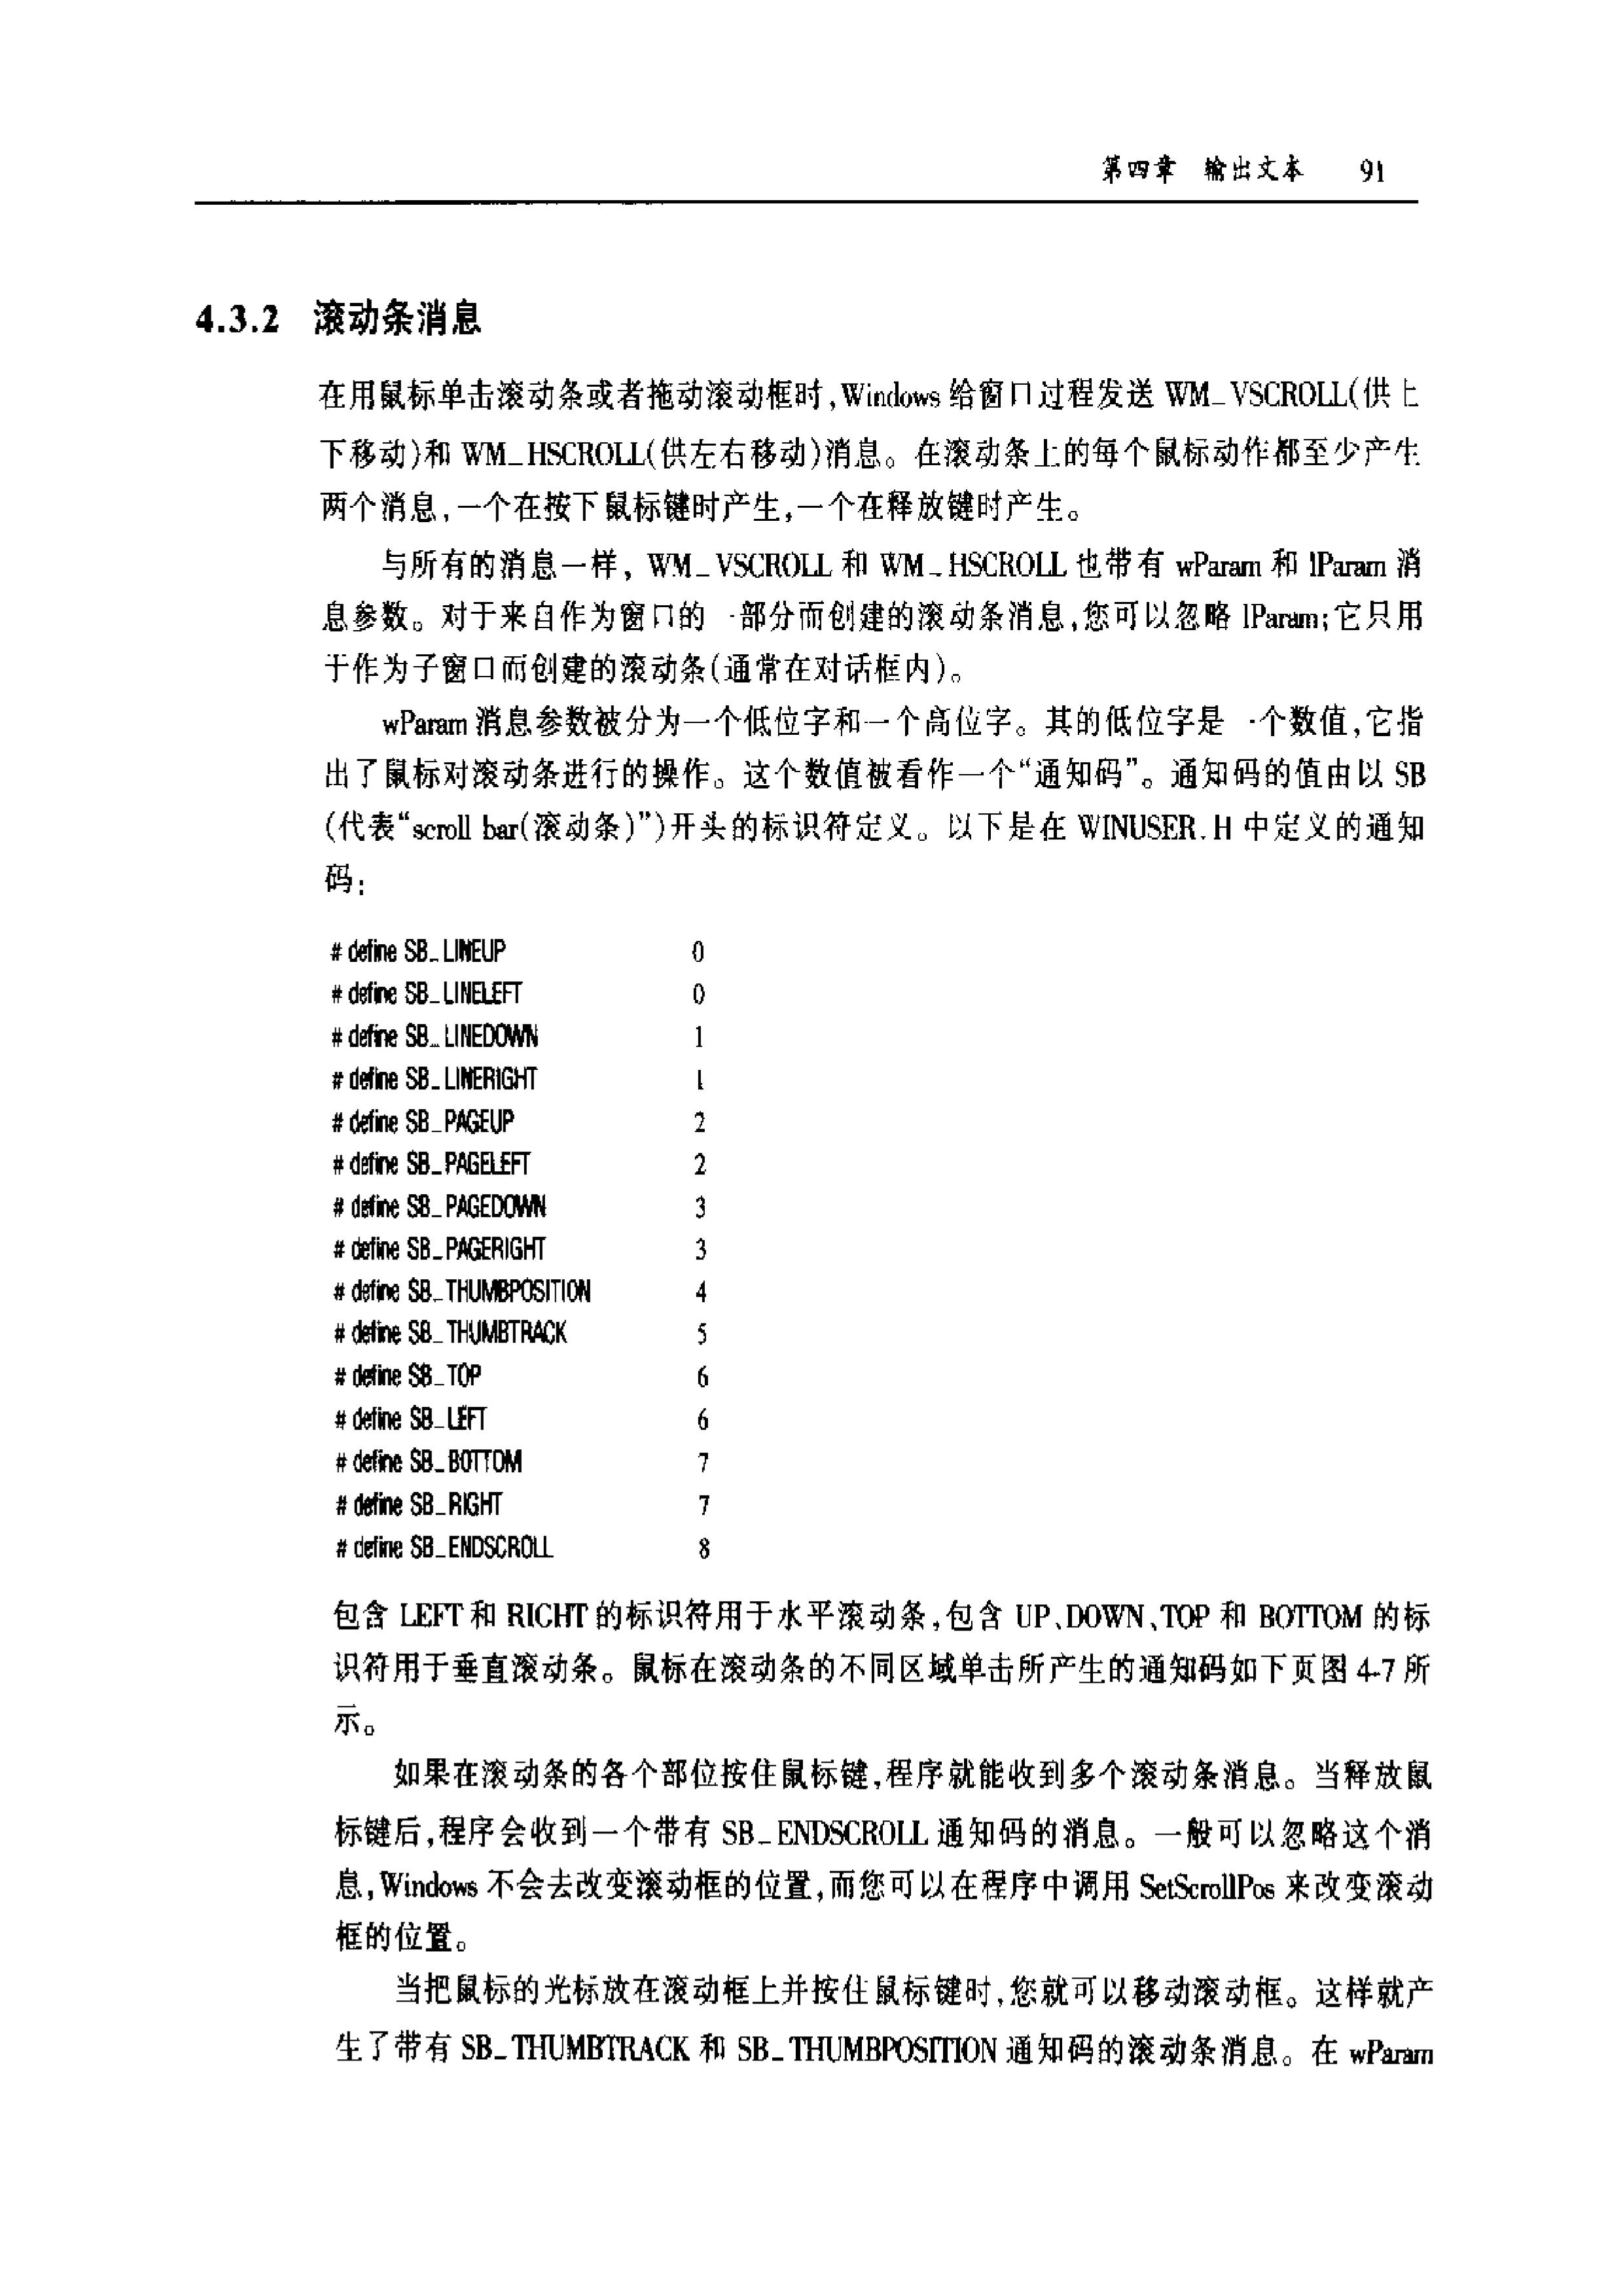 第四章 输出文本 91
4.3.2 滚动条消息
在用鼠标单击滚动条或者拖动滚动框时,Windows 给窗口过程发送 WM_VSCROLL(供上
下移动)和 WM_HSCROLL(供左右移动)消息。在滚动条上的每个鼠标动作都至少产生
两个消息,一个在按下鼠标键时产生,一个在释放键时产生。
与所有的消息一样, WM_VSCROLL 和 WM_HSCROLL 也带有 wParam 和 lParam 消
息参数。对于来自作为窗口的一部分而创建的滚动条消息,您可以忽略 lParam;它只用
于作为子窗口而创建的滚动条(通常在对话框内)。
wParam 消息参数被分为一个低位字和一个高位字。其的低位字是一个数值,它指
出了鼠标对滚动条进行的操作。这个数值被看作一个“通知码”。通知码的值由以 SB
(代表“scroll bar(滚动条)”)开头的标识符定义。以下是在 WINUSER.H 中定义的通知
码:
# define SB_LINEUP 0
# define SB_LINELEFT 0
# define SB_LINEDOWN 1
# define SB_LINERIGHT 1
# define SB_PAGEUP 2
# define SB_PAGELEFT 2
# define SB_PAGEDOWN 3
# define SB_PAGERIGHT 3
# define SB_THUMBPOSITION 4
# define SB_THUMBTRACK 5
# define SB_TOP 6
# define SB_LEFT 6
# define SB_BOTTOM 7
# define SB_RIGHT 7
# define SB_ENDSCROLL 8
包含 LEFT 和 RIGHT 的标识符用于水平滚动条,包含 UP、DOWN、TOP 和 BOTTOM 的标
识符用于垂直滚动条。鼠标在滚动条的不同区域单击所产生的通知码如下页图 4-7 所
示。
如果在滚动条的各个部位按住鼠标键,程序就能收到多个滚动条消息。当释放鼠
标键后,程序会收到一个带有 SB_ENDSCROLL 通知码的消息。一般可以忽略这个消
息,Windows 不会去改变滚动框的位置,而您可以在程序中调用 SetScrollPos 来改变滚动
框的位置。
当把鼠标的光标放在滚动框上并按住鼠标键时,您就可以移动滚动框。这样就产
生了带有 SB_THUMBTRACK 和 SB_THUMBPOSITION 通知码的滚动条消息。在 wParam